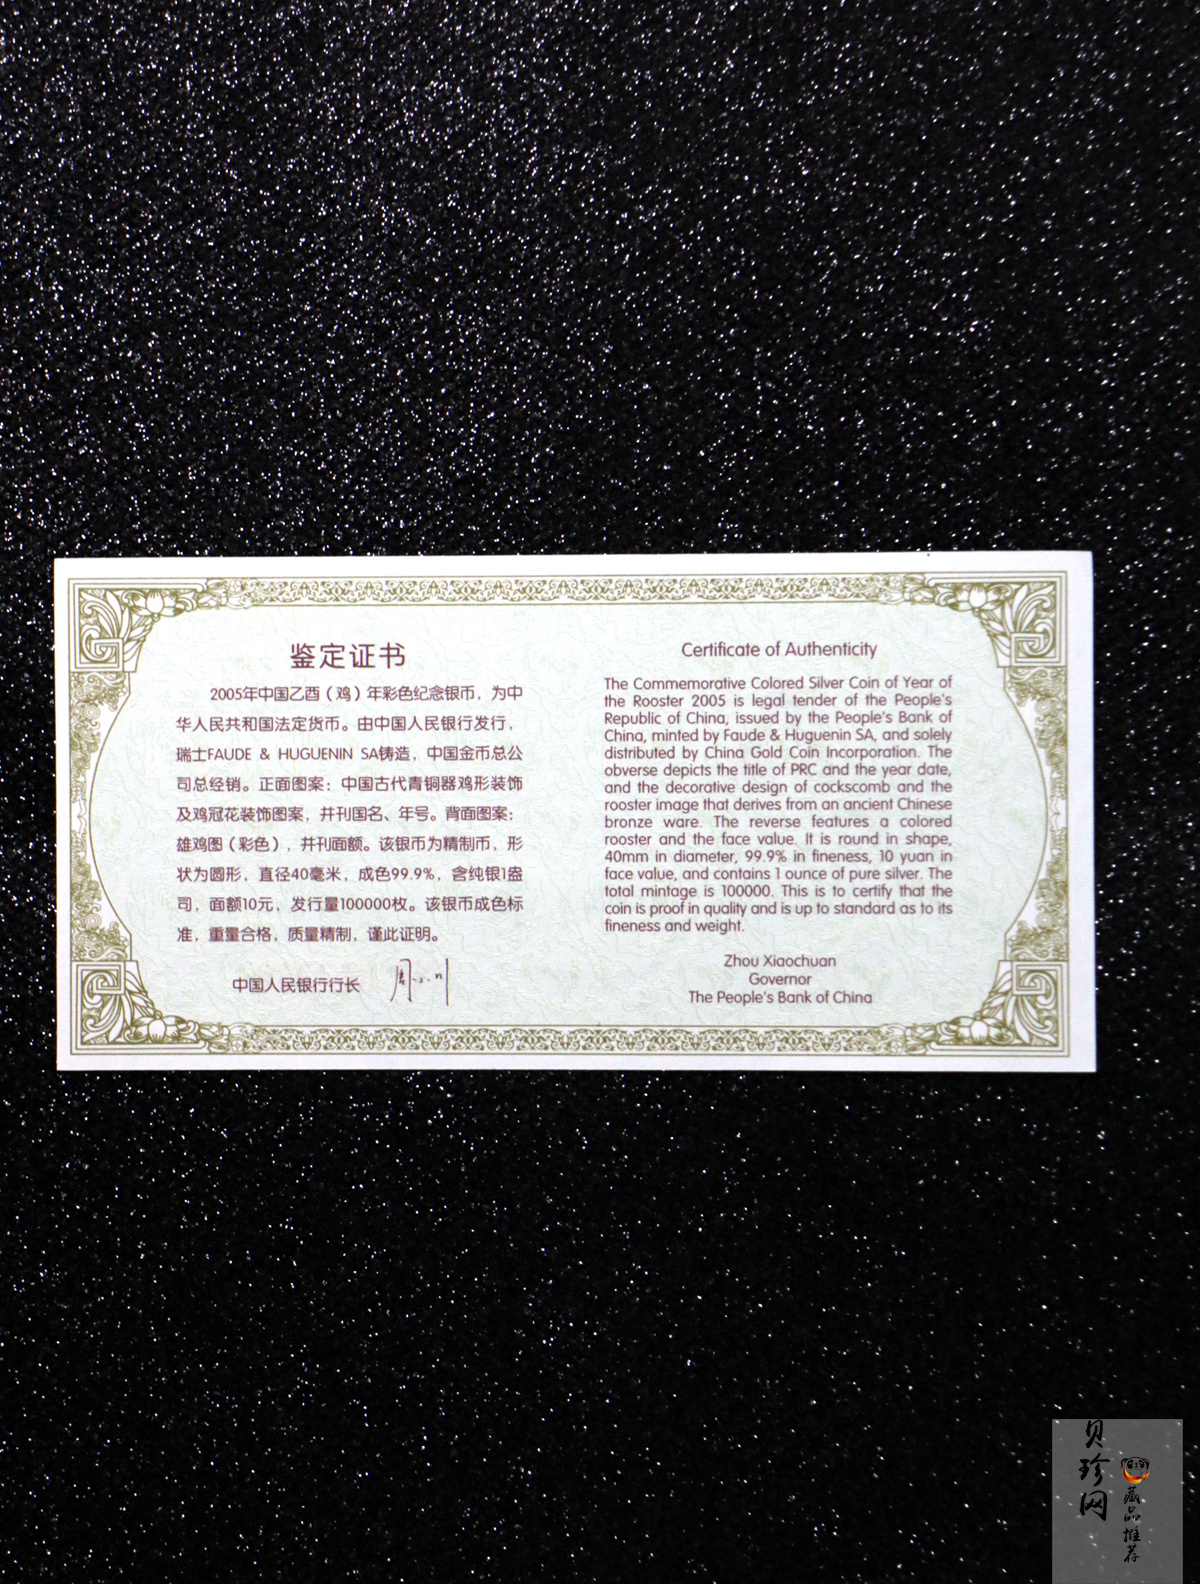 鉴定证书
2005年中国乙酉（鸡）年彩色纪念银币，为中
华人民共和国法定货币。由中国人民银行发行，
瑞士FAUDE & HUGUENIN SA铸造，中国金币总公
司总经销。正面图案：中国古代青铜器鸡形装饰
及鸡冠花装饰图案，并刊国名、年号。背面图案：
雄鸡图（彩色），并刊面额。该银币为精制币，形
状为圆形，直径40毫米，成色99.9%，含纯银1盎
司，面额10元，发行量100000枚。该银币成色标
准，重量合格，质量精制，谨此证明。
中国人民银行行长 周小川
Certificate of Authenticity
The Commemorative Colored Silver Coin of Year of
the Rooster 2005 is legal tender of the People's
Republic of China, issued by the People's Bank of
China, minted by Faude & Huguenin SA, and solely
distributed by China Gold Coin Incorporation. The
obverse depicts the title of PRC and the year date,
and the decorative design of cockscomb and the
rooster image that derives from an ancient Chinese
bronze ware. The reverse features a colored
rooster and the face value. It is round in shape,
40mm in diameter, 99.9% in fineness, 10 yuan in
face value, and contains 1 ounce of pure silver. The
total mintage is 100000. This is to certify that the
coin is proof in quality and is up to standard as to its
fineness and weight.
Zhou Xiaochuan
Governor
The People's Bank of China
贝珍网
藏品推荐